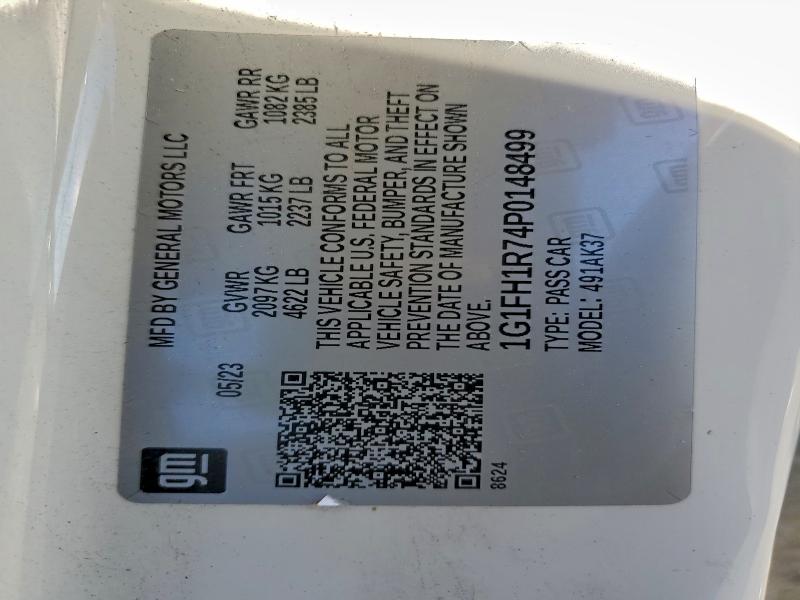 gm
05/23
MFD BY GENERAL MOTORS LLC
GVWR GAWR FRT GAWR RR
2097 KG 1015 KG 1082 KG
4622 LB 2237 LB 2385 LB
THIS VEHICLE CONFORMS TO ALL
APPLICABLE U.S. FEDERAL MOTOR
VEHICLE SAFETY, BUMPER, AND THEFT
PREVENTION STANDARDS IN EFFECT ON
THE DATE OF MANUFACTURE SHOWN
ABOVE.
8624
1G1FH1R74P0148499
TYPE: PASS CAR
MODEL: 491AK37